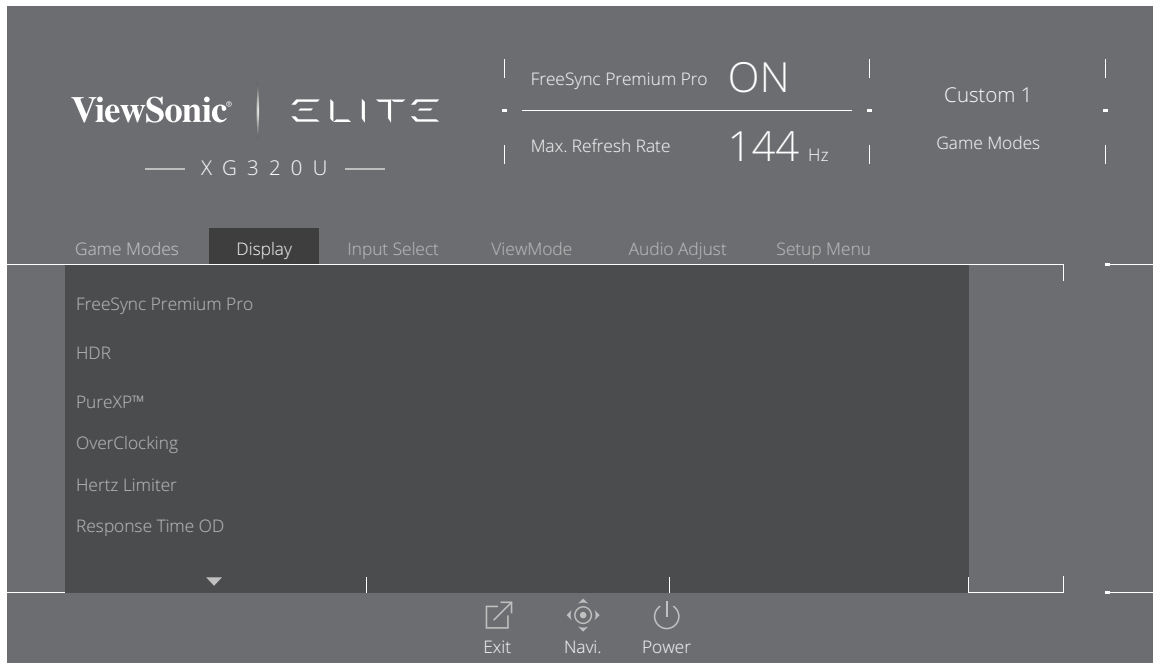 ViewSonic® ELITE
XG320U
FreeSync Premium Pro ON
Max. Refresh Rate 144 Hz
Custom 1
Game Modes
Game Modes Display Input Select ViewMode Audio Adjust Setup Menu
FreeSync Premium Pro
HDR
PureXP™
OverClocking
Hertz Limiter
Response Time OD
Exit Navi. Power